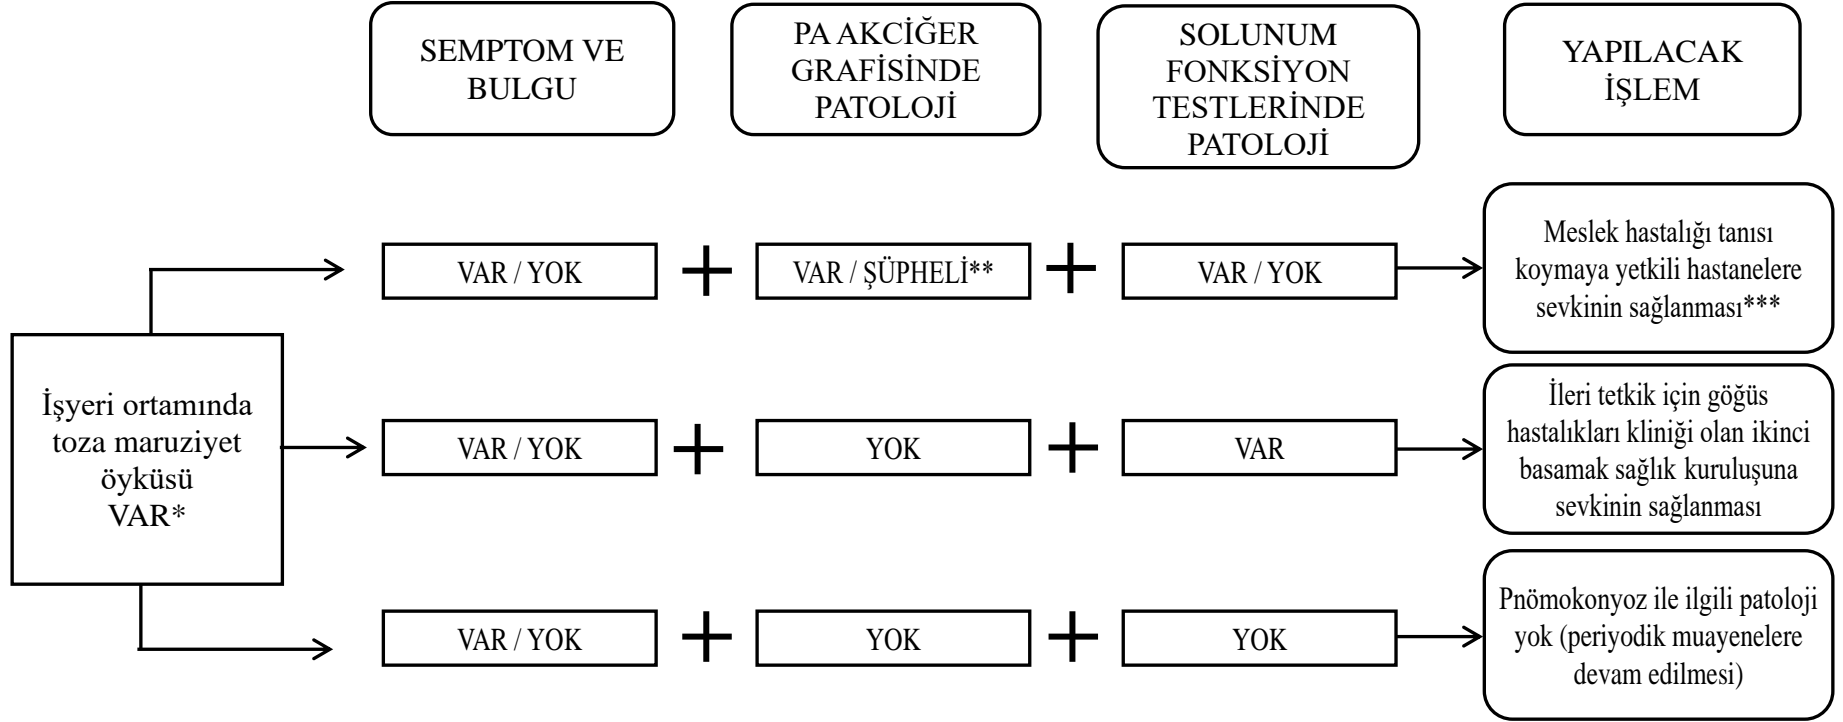 SEMPTOM VE
BULGU
PA AKCİĞER
GRAFİSİNDE
PATOLOJİ
SOLUNUM
FONKSİYON
TESTLERİNDE
PATOLOJİ
YAPILACAK
İŞLEM
İşyeri ortamında
toza maruziyet
öyküsü
VAR*
VAR / YOK
+
VAR / ŞÜPHELİ**
+
VAR / YOK
Meslek hastalığı tanısı
koymaya yetkili hastanelere
sevkinin sağlanması***
VAR / YOK
+
YOK
+
VAR
İleri tetkik için göğüs
hastalıkları kliniği olan ikinci
basamak sağlık kuruluşuna
sevkinin sağlanması
VAR / YOK
+
YOK
+
YOK
Pnömokonyoz ile ilgili patoloji
yok (periyodik muayenelere
devam edilmesi)